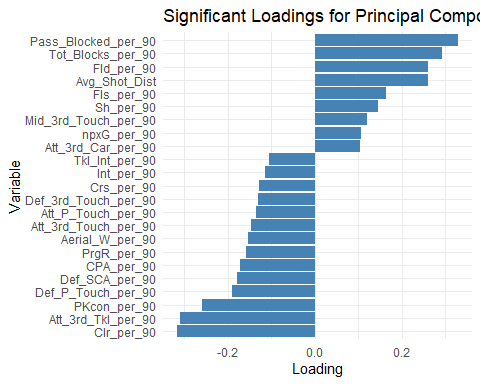 Significant Loadings for Principal Compo
Pass_Blocked_per_90
Tot_Blocks_per_90
Fld_per_90
Avg_Shot_Dist
Fls_per_90
Sh_per_90
Mid_3rd_Touch_per_90
npxG_per_90
Att_3rd_Car_per_90
Tkl_Int_per_90
Int_per_90
Crs_per_90
Def_3rd_Touch_per_90
Att_P_Touch_per_90
Att_3rd_Touch_per_90
Aerial_W_per_90
PrgR_per_90
CPA_per_90
Def_SCA_per_90
Def_P_Touch_per_90
PKcon_per_90
Att_3rd_Tkl_per_90
Clr_per_90
Variable
-0.2 0.0 0.2
Loading